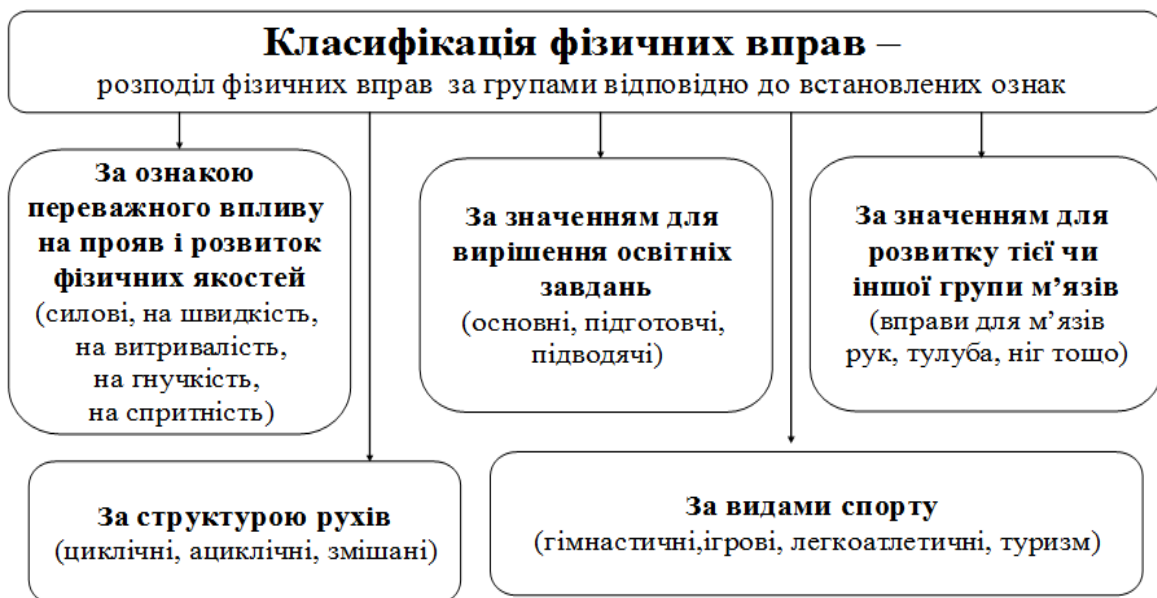 Класифікація фізичних вправ –
розподіл фізичних вправ за групами відповідно до встановлених ознак
За ознакою
переважного впливу
на прояв і розвиток
фізичних якостей
(силові, на швидкість,
на витривалість,
на гнучкість,
на спритність)
За значенням для
вирішення освітніх
завдань
(основні, підготовчі,
підводячі)
За значенням для
розвитку тієї чи
іншої групи м’язів
(вправи для м’язів
рук, тулуба, ніг тощо)
За структурою рухів
(циклічні, ациклічні, змішані)
За видами спорту
(гімнастичні,ігрові, легкоатлетичні, туризм)